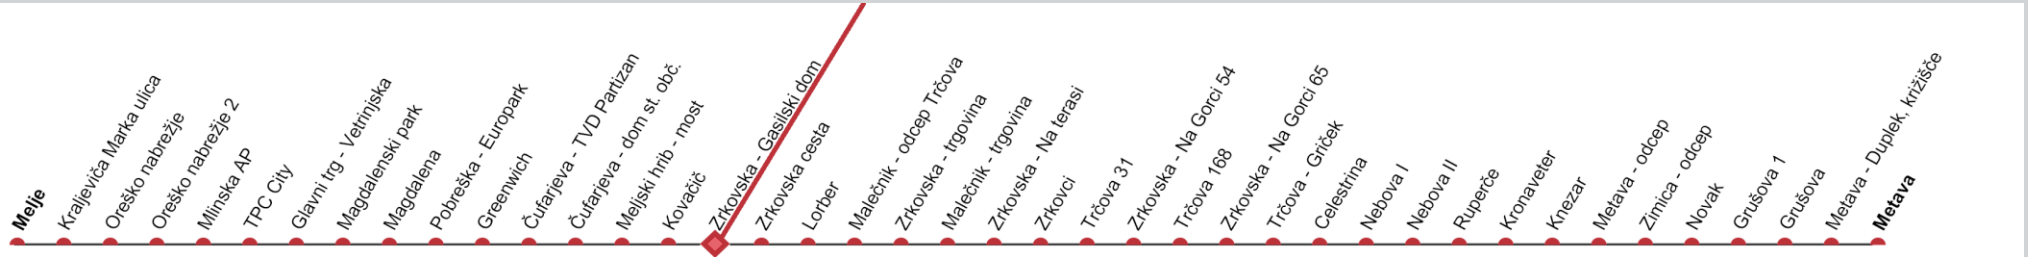 Melje
Kraljeviča Marka ulica
Oreško nabrežje
Oreško nabrežje 2
Mlinska AP
TPC City
Glavni trg - Vetrinjska
Magdalenski park
Magdalena
Pobreška - Europark
Greenwich
Čufarjeva - TVD Partizan
Čufarjeva - dom st. obč.
Meljski hrib - most
Kovačič
Zrkovska - Gasilski dom
Zrkovska cesta
Lorber
Malečnik - odcep Trčova
Zrkovska - trgovina
Malečnik - trgovina
Zrkovska - Na terasi
Zrkovci
Trčova 31
Zrkovska - Na Gorci 54
Trčova 168
Zrkovska - Na Gorci 65
Trčova - Griček
Celestrina
Nebova I
Nebova II
Ruperče
Kronaveter
Knezar
Metava - odcep
Zimica - odcep
Novak
Grušova 1
Grušova
Metava - Duplek, križišče
Metava